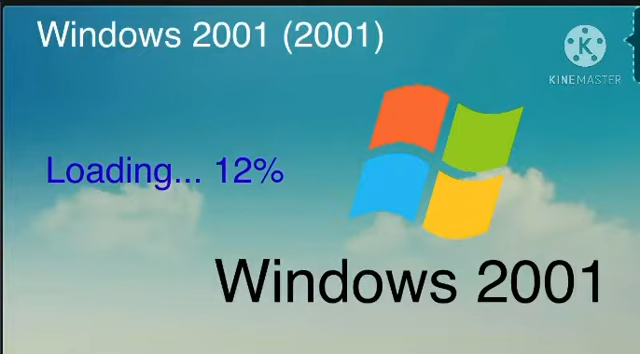 Windows 2001 (2001)
K
KINEMASTER
Loading... 12%
Windows 2001